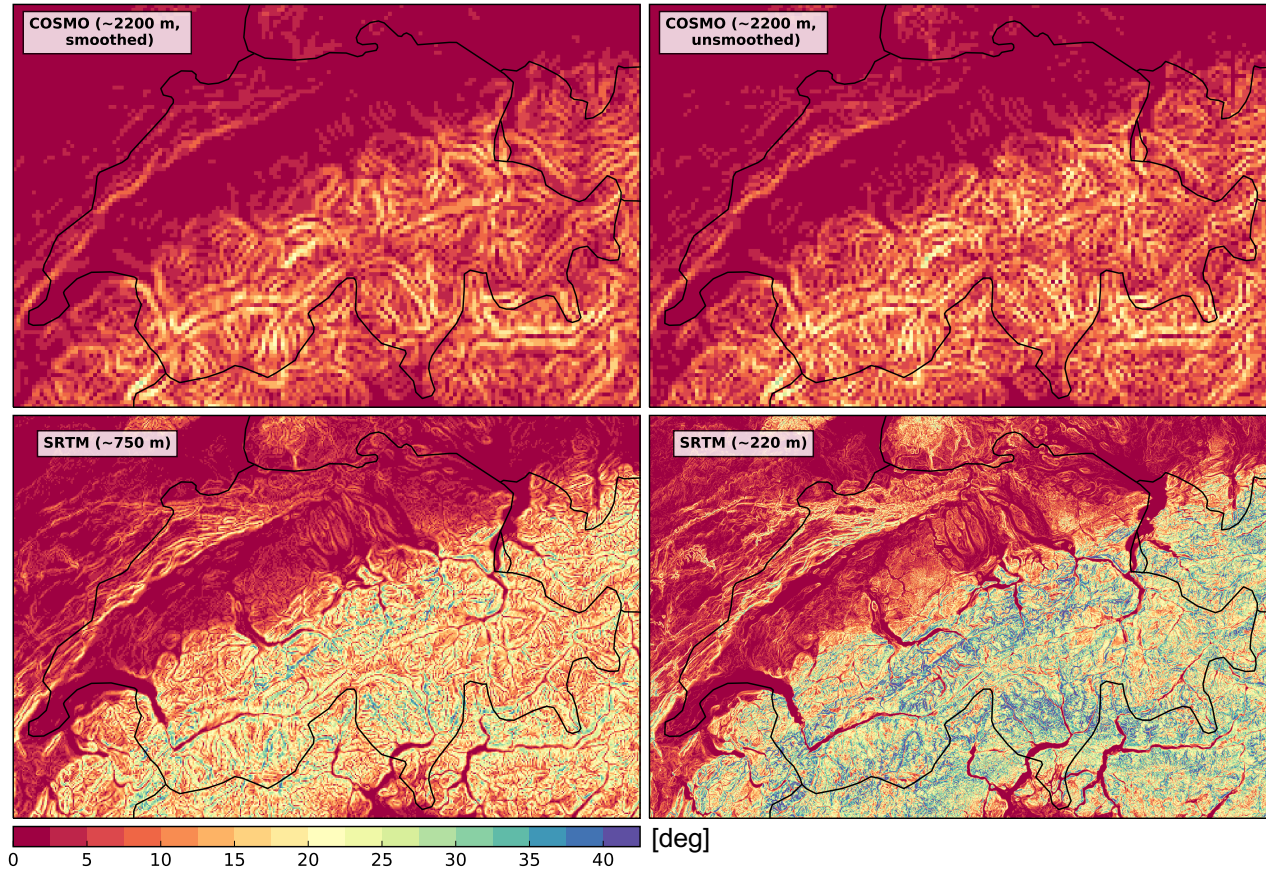 COSMO (~2200 m,
smoothed)
COSMO (~2200 m,
unsmoothed)
SRTM (~750 m)
SRTM (~220 m)
[deg]
0 5 10 15 20 25 30 35 40